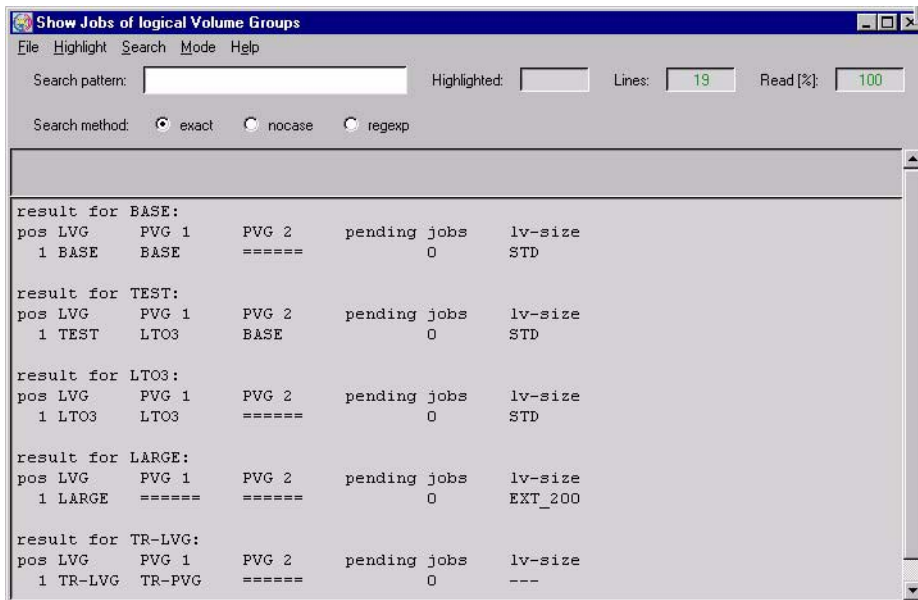 Show Jobs of logical Volume Groups
File Highlight Search Mode Help
Search pattern: Highlighted: Lines: 19 Read [%]: 100
Search method: exact nocase regexp
result for BASE:
pos LVG PVG 1 PVG 2 pending jobs lv-size
1 BASE BASE ====== 0 STD
result for TEST:
pos LVG PVG 1 PVG 2 pending jobs lv-size
1 TEST LTO3 BASE 0 STD
result for LTO3:
pos LVG PVG 1 PVG 2 pending jobs lv-size
1 LTO3 LTO3 ====== 0 STD
result for LARGE:
pos LVG PVG 1 PVG 2 pending jobs lv-size
1 LARGE ====== ====== 0 EXT_200
result for TR-LVG:
pos LVG PVG 1 PVG 2 pending jobs lv-size
1 TR-LVG TR-PVG ====== 0 ---